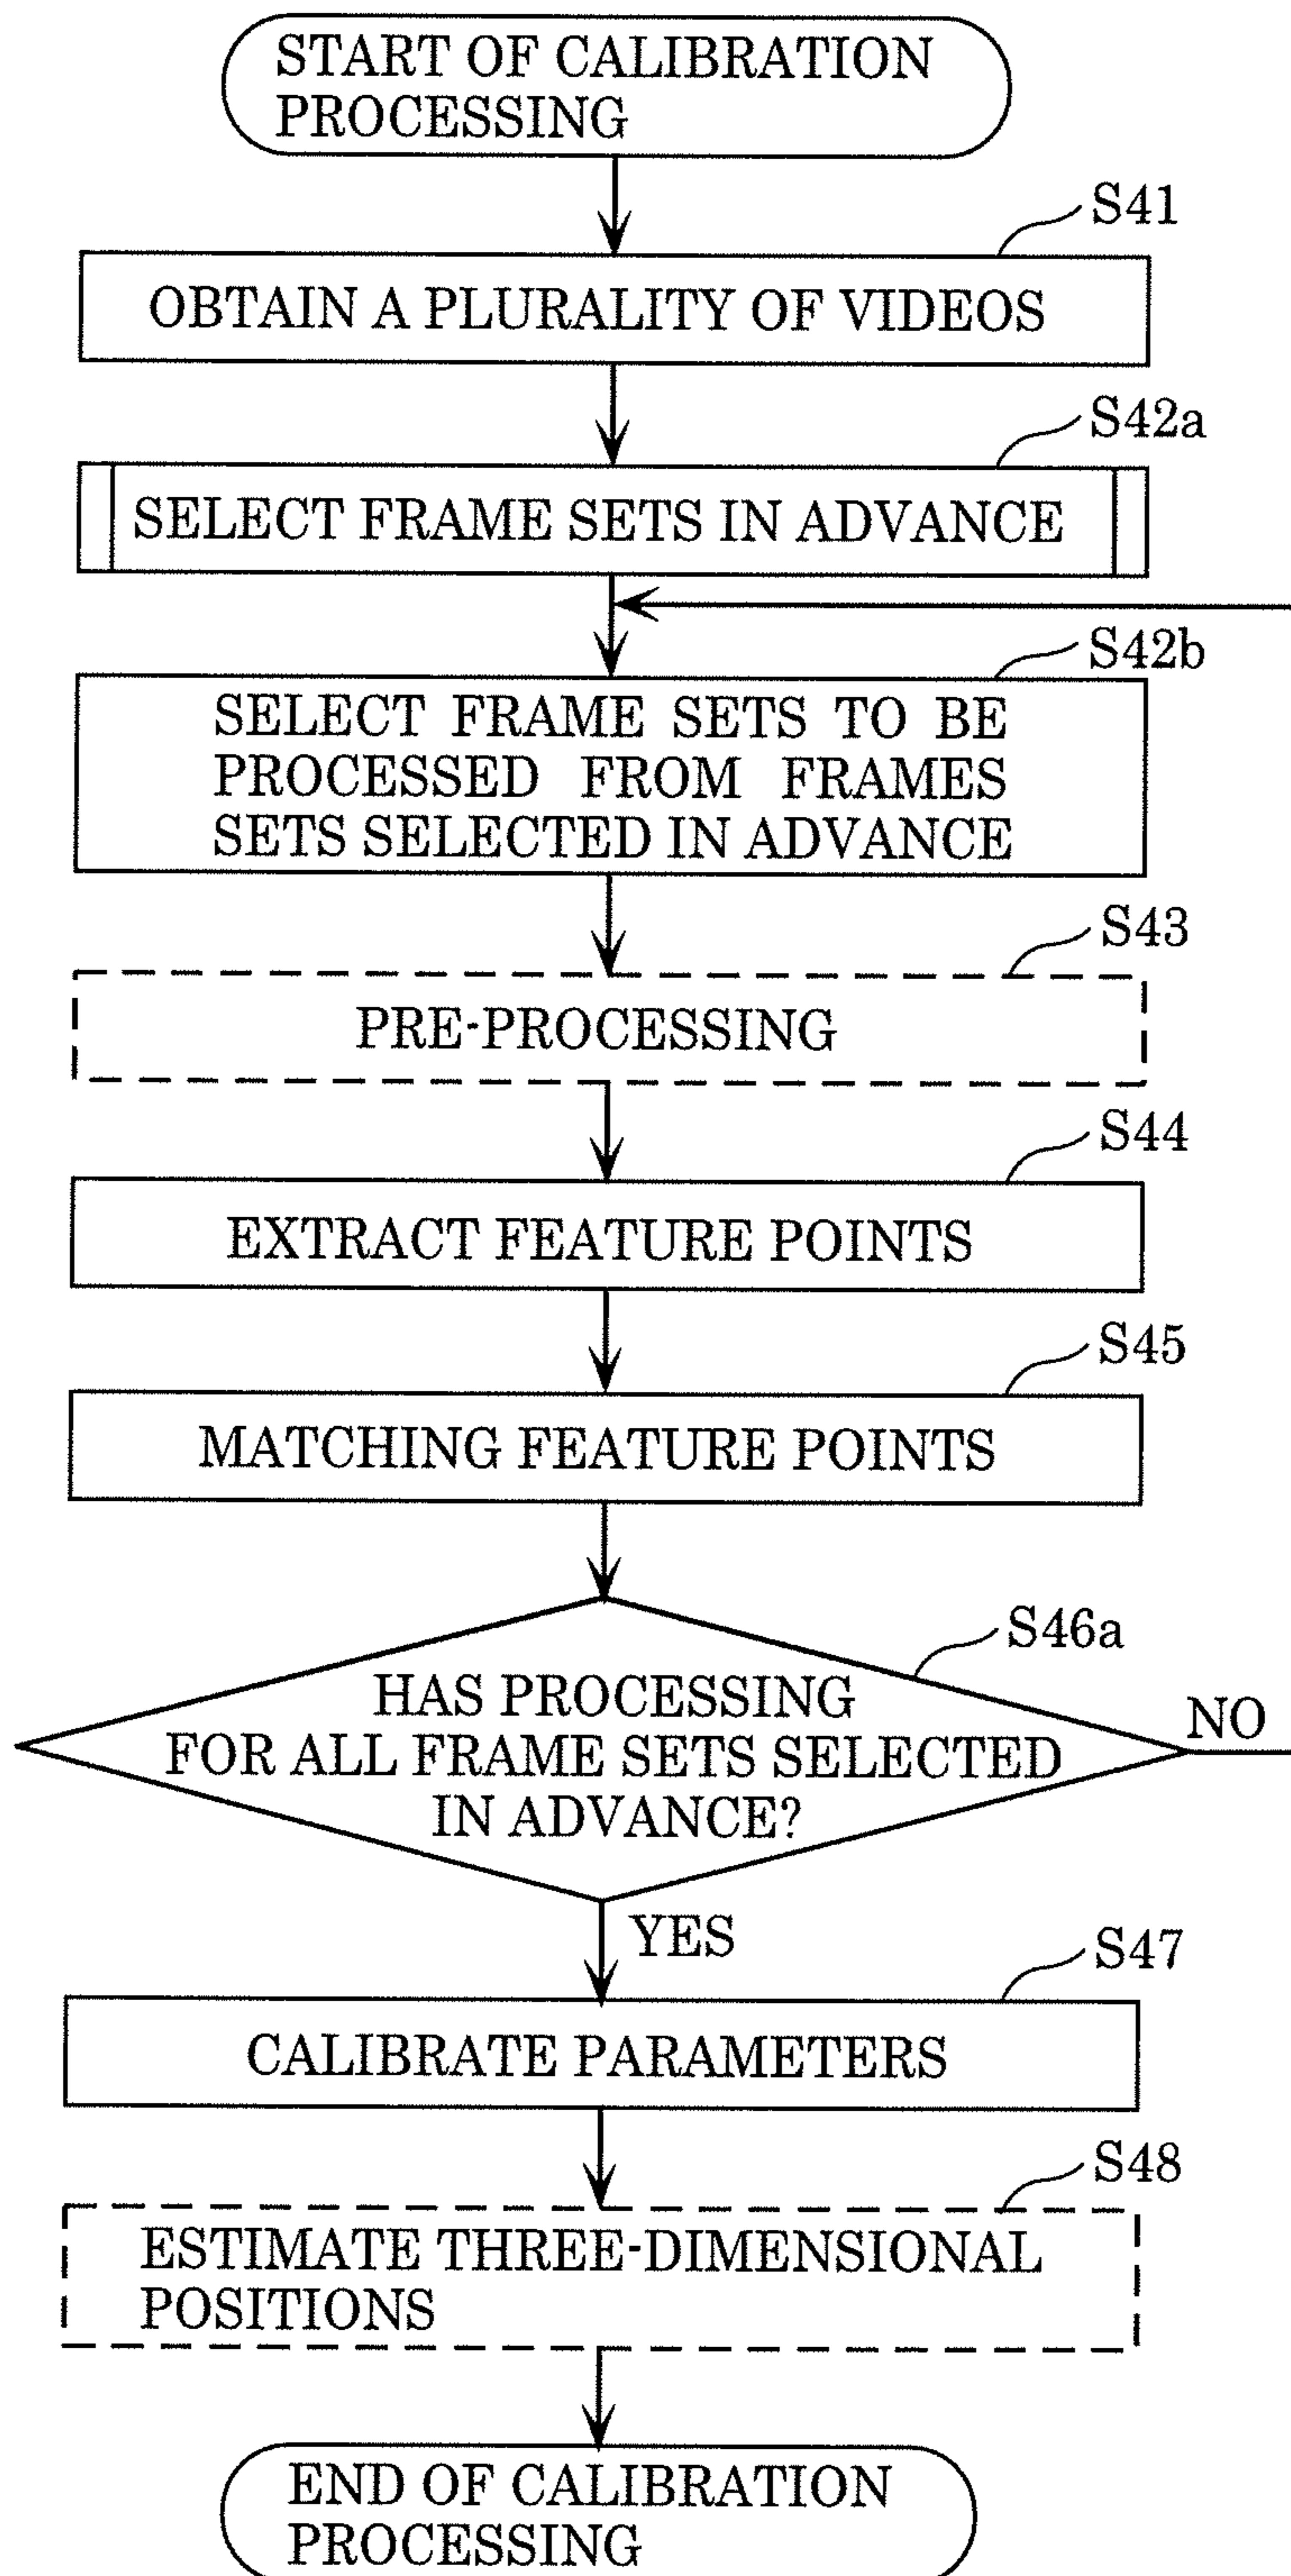 START OF CALIBRATION
PROCESSING
S41
OBTAIN A PLURALITY OF VIDEOS
S42a
SELECT FRAME SETS IN ADVANCE
S42b
SELECT FRAME SETS TO BE
PROCESSED FROM FRAMES
SETS SELECTED IN ADVANCE
S43
PRE-PROCESSING
S44
EXTRACT FEATURE POINTS
S45
MATCHING FEATURE POINTS
S46a
HAS PROCESSING
FOR ALL FRAME SETS SELECTED
IN ADVANCE?
NO
YES
S47
CALIBRATE PARAMETERS
S48
ESTIMATE THREE-DIMENSIONAL
POSITIONS
END OF CALIBRATION
PROCESSING